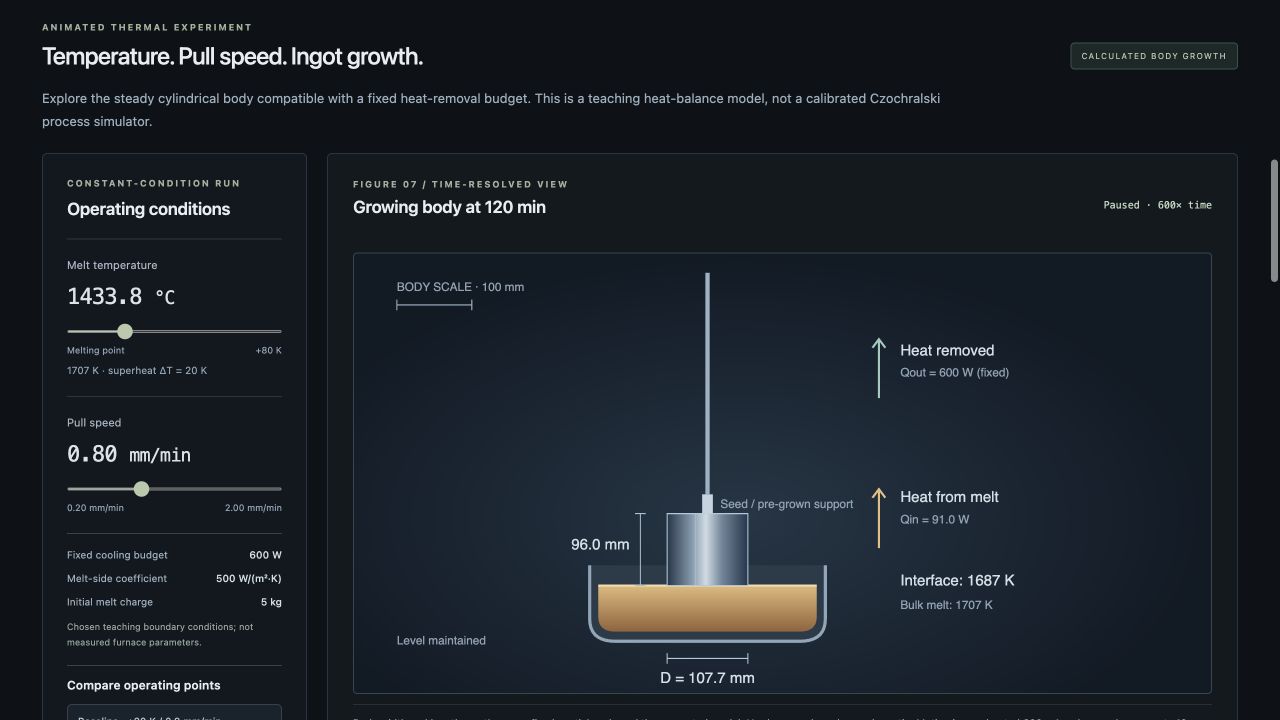 ANIMATED THERMAL EXPERIMENT
Temperature. Pull speed. Ingot growth.
CALCULATED BODY GROWTH
Explore the steady cylindrical body compatible with a fixed heat-removal budget. This is a teaching heat-balance model, not a calibrated Czochralski
process simulator.
CONSTANT-CONDITION RUN
Operating conditions
Melt temperature
1433.8 °C
Melting point +80 K
1707 K · superheat ΔT = 20 K
Pull speed
0.80 mm/min
0.20 mm/min 2.00 mm/min
Fixed cooling budget 600 W
Melt-side coefficient 500 W/(m²·K)
Initial melt charge 5 kg
Chosen teaching boundary conditions; not
measured furnace parameters.
Compare operating points
FIGURE 07 / TIME-RESOLVED VIEW
Growing body at 120 min
Paused · 600× time
BODY SCALE · 100 mm
Heat removed
Qout = 600 W (fixed)
Heat from melt
Qin = 91.0 W
Seed / pre-grown support
96.0 mm
Interface: 1687 K
Bulk melt: 1707 K
Level maintained
D = 107.7 mm